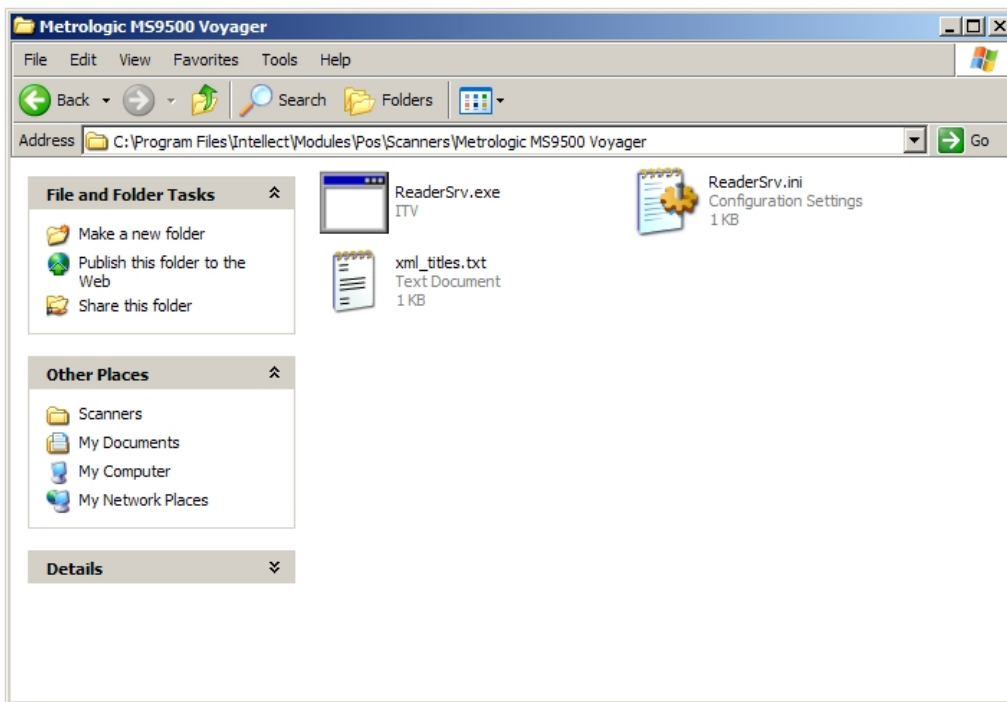 Metrologic MS9500 Voyager
File Edit View Favorites Tools Help
Back Search Folders
Address C:\Program Files\Intellect\Modules\Pos\Scanners\Metrologic MS9500 Voyager Go
File and Folder Tasks
Make a new folder
Publish this folder to the
Web
Share this folder
Other Places
Scanners
My Documents
My Computer
My Network Places
Details
ReaderSrv.exe
ITV
ReaderSrv.ini
Configuration Settings
1 KB
xml_titles.txt
Text Document
1 KB